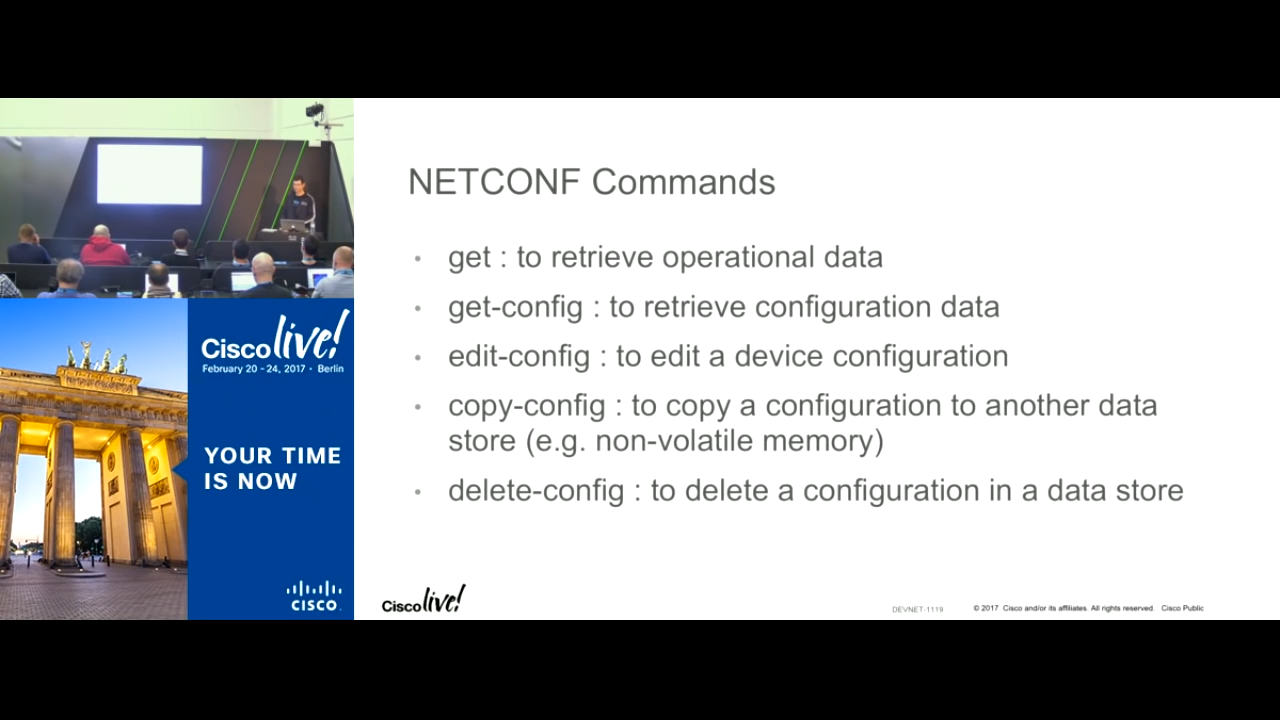 NETCONF Commands
• get : to retrieve operational data
• get-config : to retrieve configuration data
• edit-config : to edit a device configuration
• copy-config : to copy a configuration to another data
store (e.g. non-volatile memory)
• delete-config : to delete a configuration in a data store
Cisco live!
February 20 - 24, 2017 • Berlin
YOUR TIME
IS NOW
CISCO.
Cisco live!
DEVNET-1119
© 2017 Cisco and/or its affiliates. All rights reserved. Cisco Public